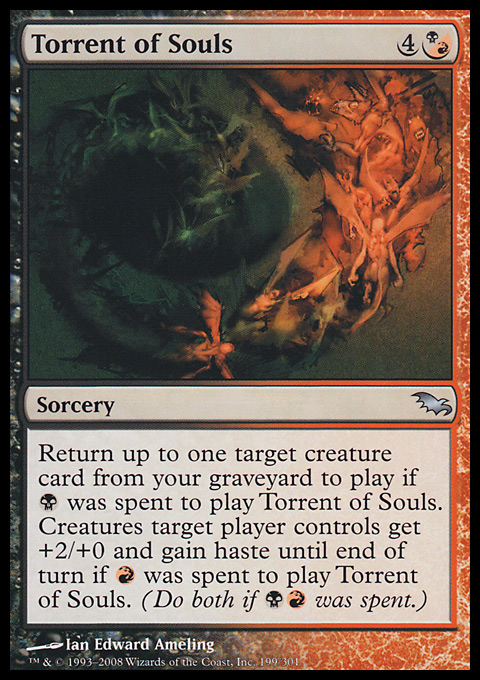 Torrent of Souls 4
Sorcery
Return up to one target creature
card from your graveyard to play if
was spent to play Torrent of Souls.
Creatures target player controls get
+2/+0 and gain haste until end of
turn if was spent to play Torrent
of Souls. (Do both if was spent.)
Ian Edward Ameling
™ & © 1993–2008 Wizards of the Coast, Inc. 199/301